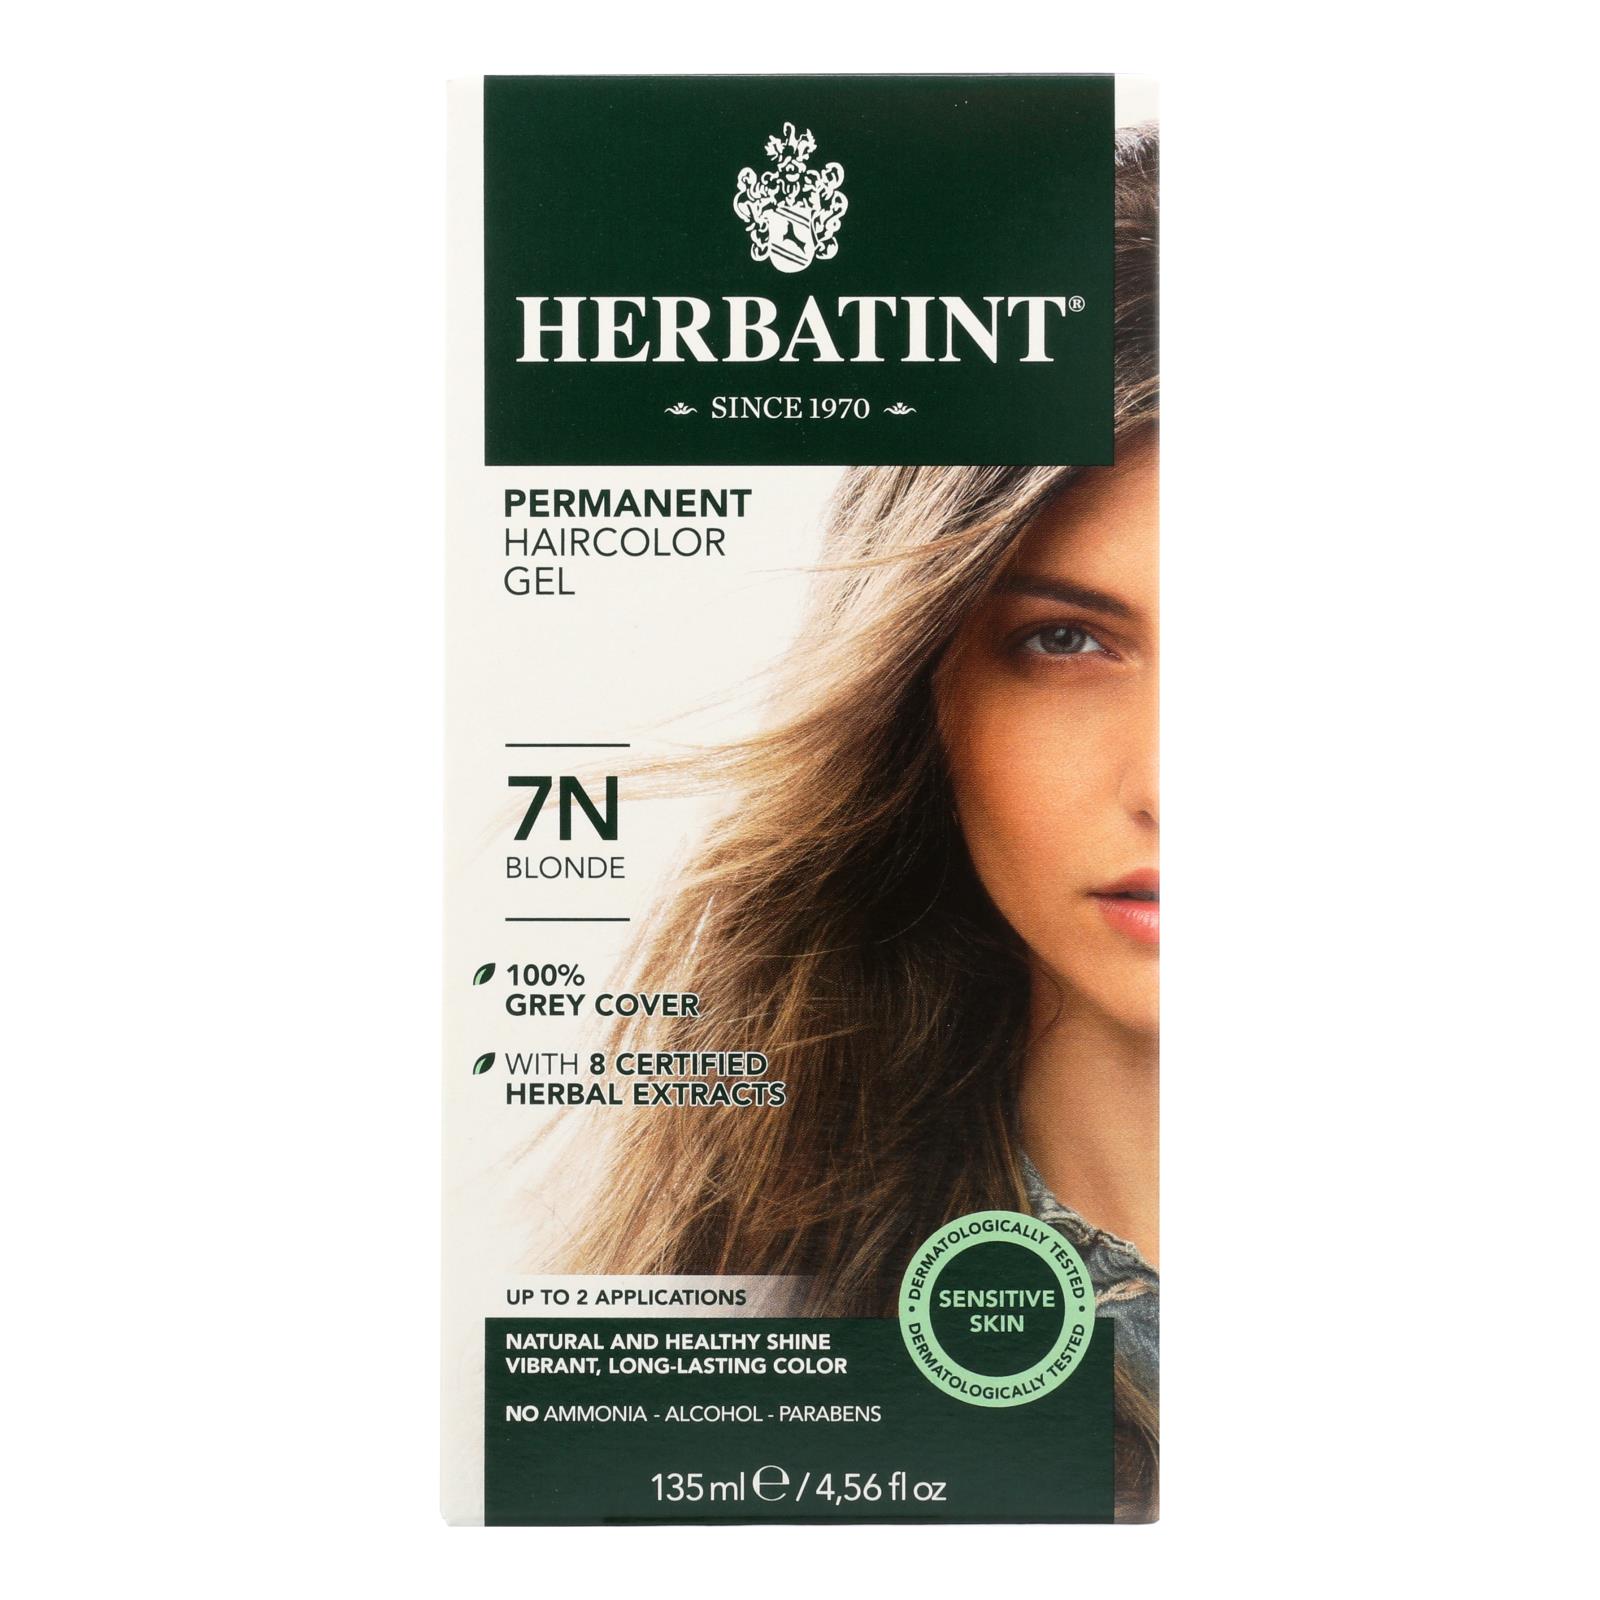 HERBATINT®
SINCE 1970
PERMANENT
HAIRCOLOR
GEL
7N
BLONDE
100%
GREY COVER
WITH 8 CERTIFIED
HERBAL EXTRACTS
UP TO 2 APPLICATIONS
NATURAL AND HEALTHY SHINE
VIBRANT, LONG-LASTING COLOR
NO AMMONIA - ALCOHOL - PARABENS
• DERMATOLOGICALLY TESTED •
SENSITIVE
SKIN
DERMATOLOGICALLY TESTED
135 ml ℮ / 4,56 fl oz